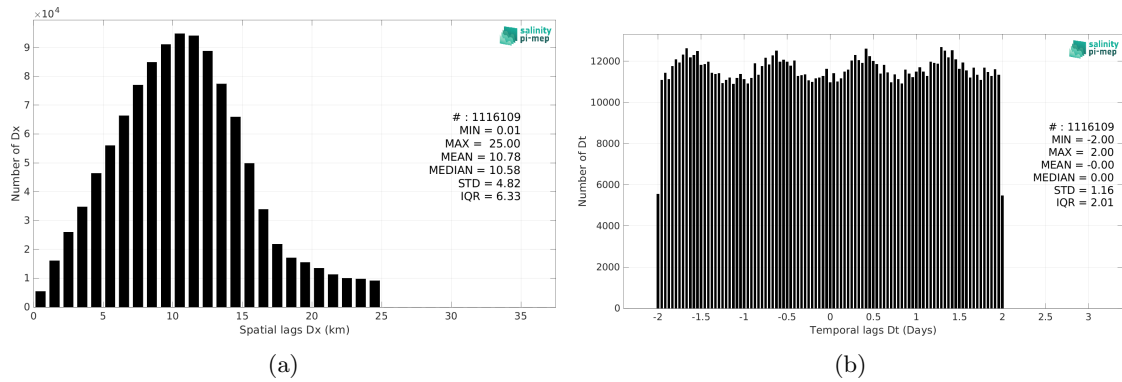 ×10⁴
9
8
7
6
5
4
3
2
1
0
Number of Dx
0 5 10 15 20 25 30 35
Spatial lags Dx (km)
salinity
pi-mep
# : 1116109
MIN = 0.01
MAX = 25.00
MEAN = 10.78
MEDIAN = 10.58
STD = 4.82
IQR = 6.33
(a)
12000
10000
8000
6000
4000
2000
0
Number of Dt
-2 -1.5 -1 -0.5 0 0.5 1 1.5 2 2.5 3
Temporal lags Dt (Days)
salinity
pi-mep
# : 1116109
MIN = -2.00
MAX = 2.00
MEAN = -0.00
MEDIAN = 0.00
STD = 1.16
IQR = 2.01
(b)